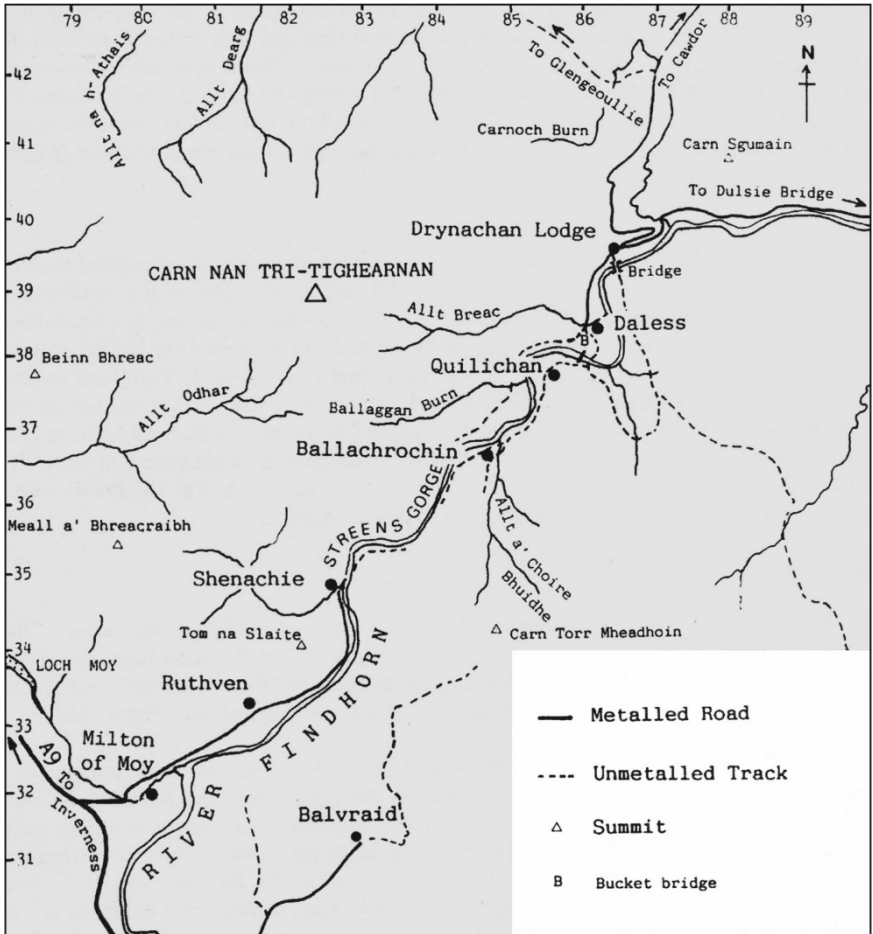 79 80 81 82 83 84 85 86 87 88 89
N
42
Allt na h-Athais
Allt Dearg
To Glengeoullie
To Cawdor
Carnoch Burn
Carn Sgumain
41
To Dulsie Bridge
40
Drynachan Lodge
Bridge
CARN NAN TRI-TIGHEARNAN
39
Allt Breac
Daless
B
38
Beinn Bhreac
Quilichan
Allt Odhar
Ballaggan Burn
37
Ballachrochin
36
STREENS GORGE
Meall a' Bhreacraibh
Allt a' Choire
Bhuidhe
35
Shenachie
Tom na Slaite
Carn Torr Mheadhoin
34
LOCH MOY
Ruthven
33
Milton
of Moy
RIVER FINDHORN
A9 To
Inverness
32
Balvraid
31
Metalled Road
Unmetalled Track
Summit
B Bucket bridge